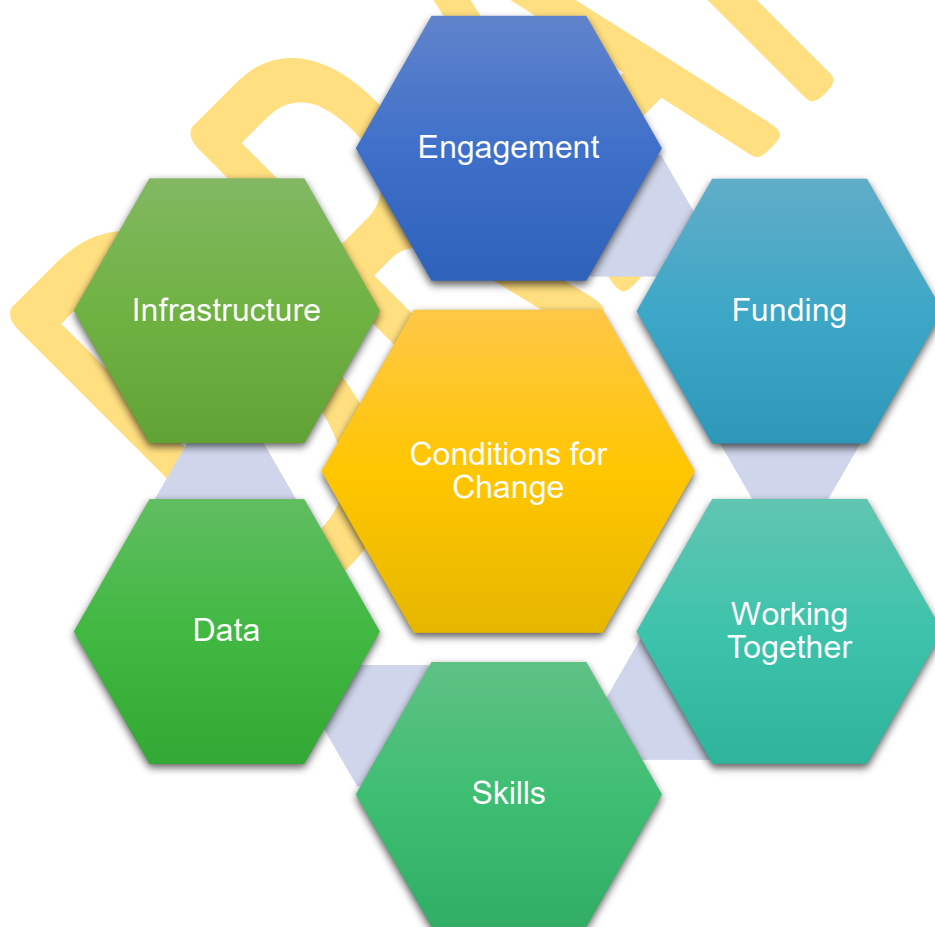 Engagement
Infrastructure
Funding
Conditions for
Change
Data
Working
Together
Skills